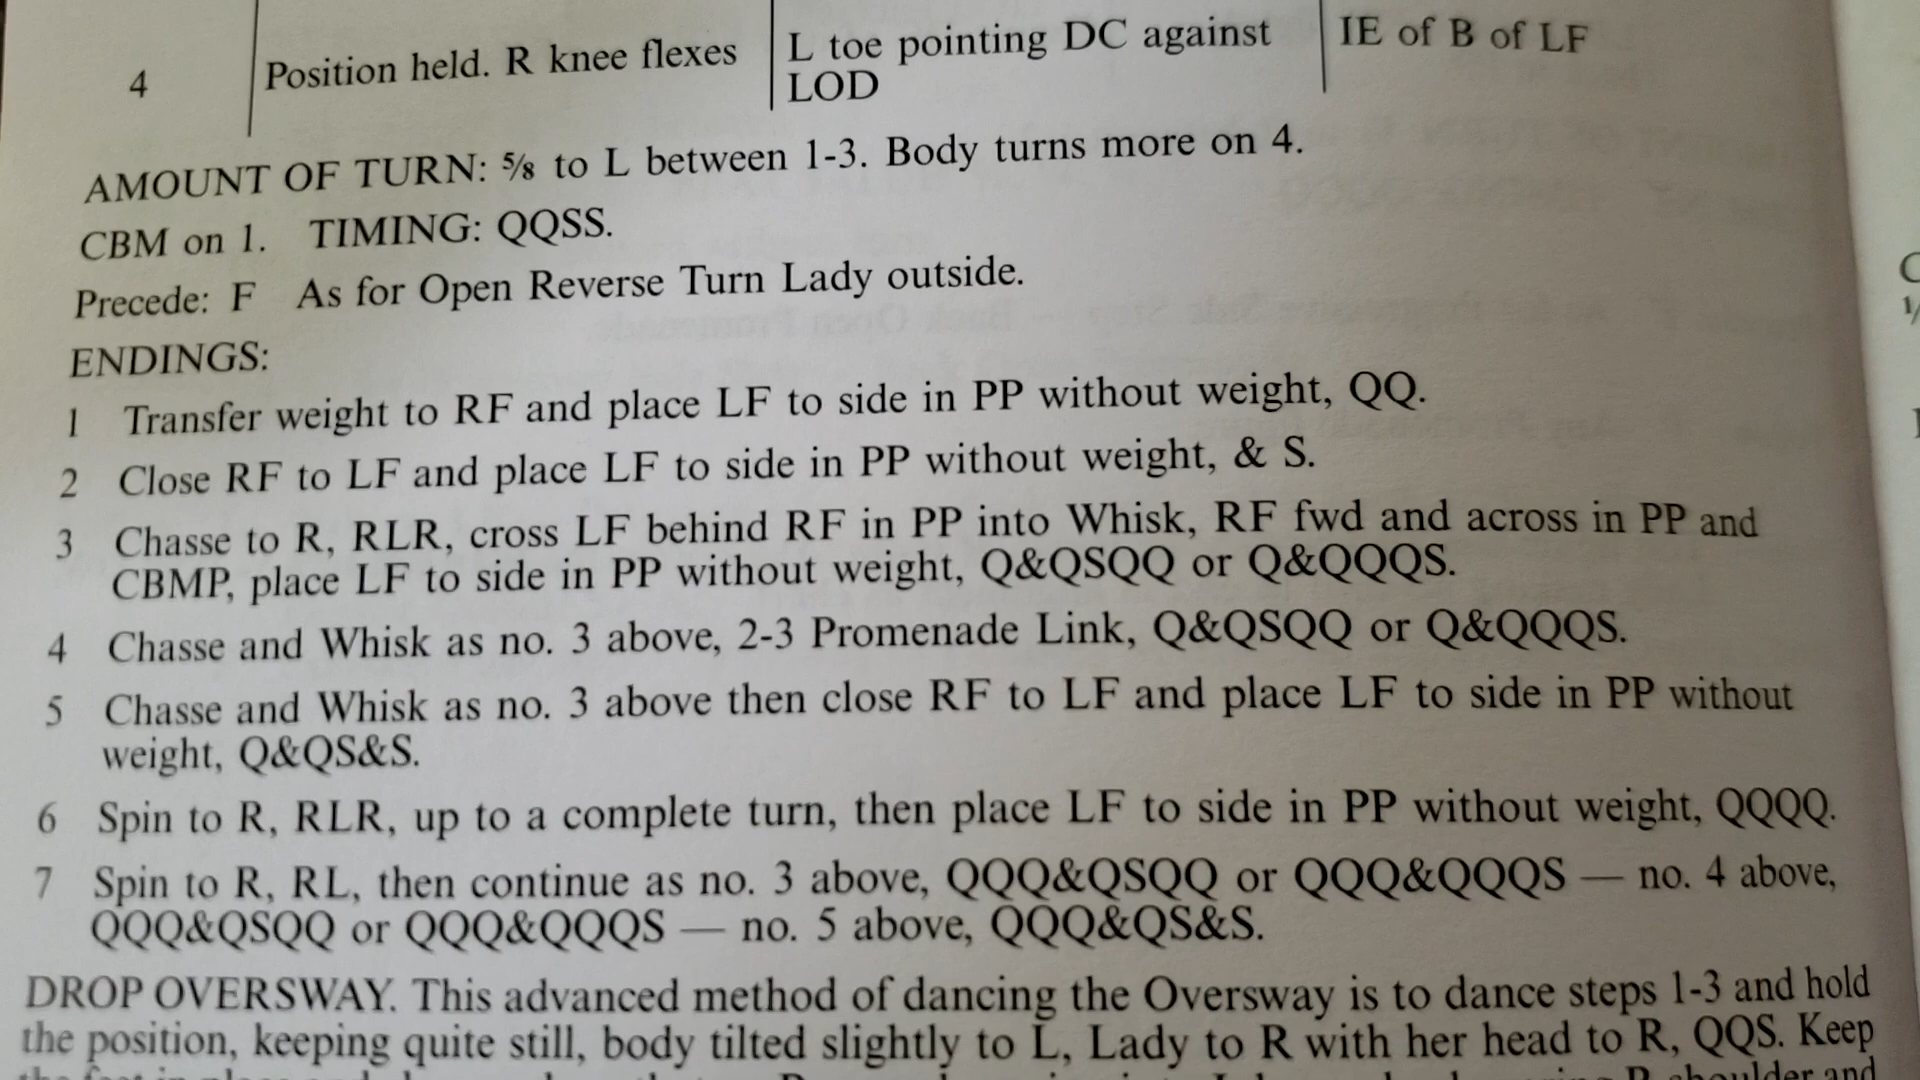 4 Position held. R knee flexes L toe pointing DC against LOD IE of B of LF
AMOUNT OF TURN: ⅝ to L between 1-3. Body turns more on 4.
CBM on 1. TIMING: QQSS.
Precede: F As for Open Reverse Turn Lady outside.
ENDINGS:
1 Transfer weight to RF and place LF to side in PP without weight, QQ.
2 Close RF to LF and place LF to side in PP without weight, & S.
3 Chasse to R, RLR, cross LF behind RF in PP into Whisk, RF fwd and across in PP and
CBMP, place LF to side in PP without weight, Q&QSQQ or Q&QQQS.
4 Chasse and Whisk as no. 3 above, 2-3 Promenade Link, Q&QSQQ or Q&QQQS.
5 Chasse and Whisk as no. 3 above then close RF to LF and place LF to side in PP without
weight, Q&QS&S.
6 Spin to R, RLR, up to a complete turn, then place LF to side in PP without weight, QQQQ.
7 Spin to R, RL, then continue as no. 3 above, QQQ&QSQQ or QQQ&QQQS — no. 4 above,
QQQ&QSQQ or QQQ&QQQS — no. 5 above, QQQ&QS&S.
DROP OVERSWAY. This advanced method of dancing the Oversway is to dance steps 1-3 and hold
the position, keeping quite still, body tilted slightly to L, Lady to R with her head to R, QQS. Keep